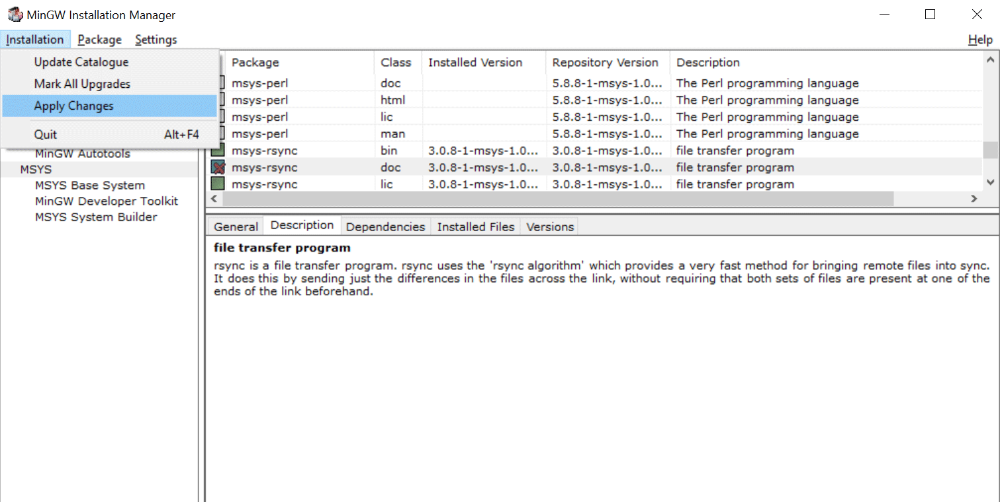 MinGW Installation Manager
Installation Package Settings Help
Update Catalogue
Mark All Upgrades
Apply Changes
Quit Alt+F4
MinGW Autotools
MSYS
MSYS Base System
MinGW Developer Toolkit
MSYS System Builder
Package Class Installed Version Repository Version Description
msys-perl doc 5.8.8-1-msys-1.0... The Perl programming language
msys-perl html 5.8.8-1-msys-1.0... The Perl programming language
msys-perl lic 5.8.8-1-msys-1.0... The Perl programming language
msys-perl man 5.8.8-1-msys-1.0... The Perl programming language
msys-rsync bin 3.0.8-1-msys-1.0... 3.0.8-1-msys-1.0... file transfer program
msys-rsync doc 3.0.8-1-msys-1.0... 3.0.8-1-msys-1.0... file transfer program
msys-rsync lic 3.0.8-1-msys-1.0... 3.0.8-1-msys-1.0... file transfer program
General Description Dependencies Installed Files Versions
file transfer program
rsync is a file transfer program. rsync uses the 'rsync algorithm' which provides a very fast method for bringing remote files into sync.
It does this by sending just the differences in the files across the link, without requiring that both sets of files are present at one of the
ends of the link beforehand.